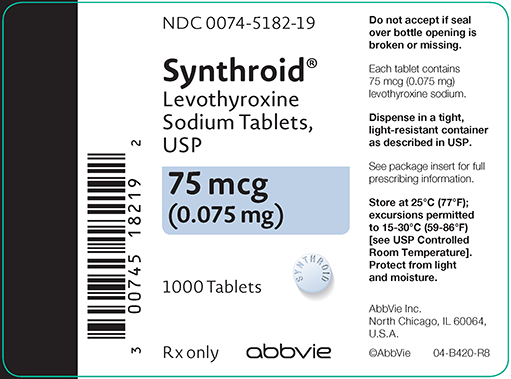 NDC 0074-5182-19
Synthroid®
Levothyroxine
Sodium Tablets,
USP
75 mcg
(0.075 mg)
SYNTHROID
1000 Tablets
Rx only
abbvie
3 00745 18219 2
Do not accept if seal
over bottle opening is
broken or missing.
Each tablet contains
75 mcg (0.075 mg)
levothyroxine sodium.
Dispense in a tight,
light-resistant container
as described in USP.
See package insert for full
prescribing information.
Store at 25°C (77°F);
excursions permitted
to 15-30°C (59-86°F)
[see USP Controlled
Room Temperature].
Protect from light
and moisture.
AbbVie Inc.
North Chicago, IL 60064,
U.S.A.
©AbbVie 04-B420-R8